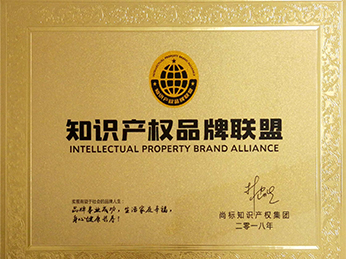 知识产权品牌联盟
INTELLECTUAL PROPERTY BRAND ALLIANCE
品牌事业成功，生活家庭幸福，
身心健康长寿！
尚标知识产权集团
二零一八年